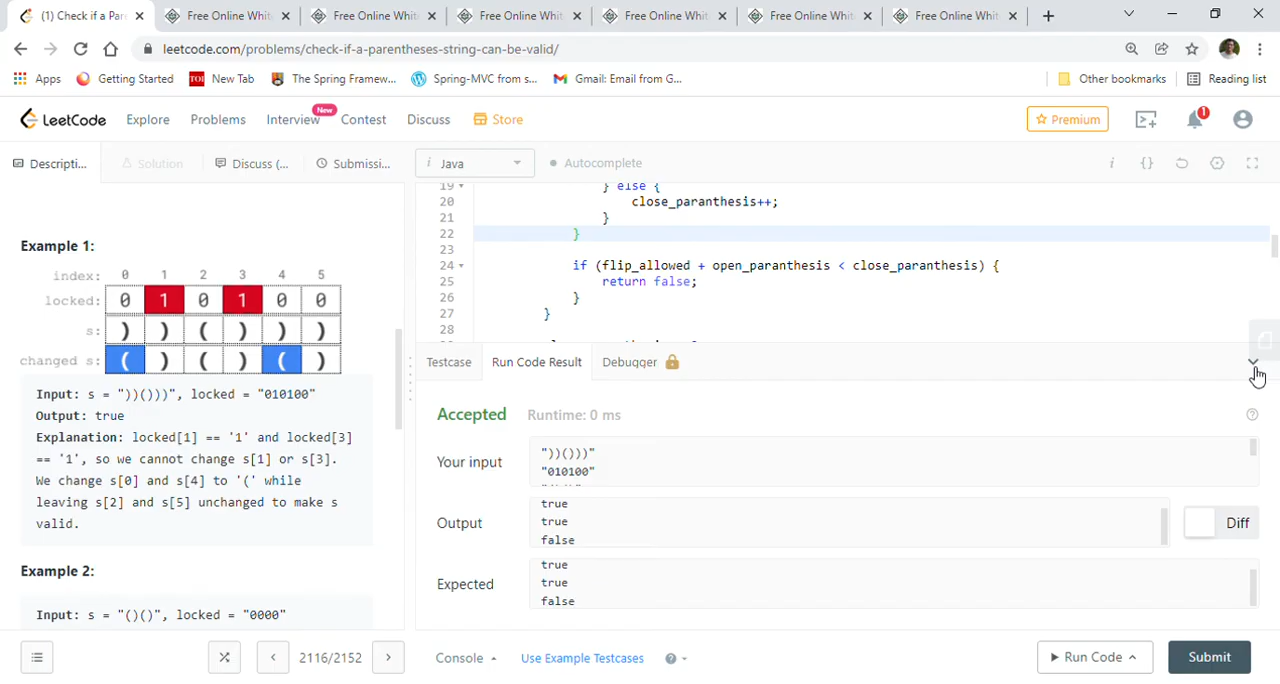 (1) Check if a Par
Free Online Whit
Free Online Whit
Free Online Whit
Free Online Whit
Free Online Whit
Free Online Whit
leetcode.com/problems/check-if-a-parentheses-string-can-be-valid/
Apps
Getting Started
TOI
New Tab
The Spring Framew...
Spring-MVC from s...
Gmail: Email from G...
Other bookmarks
Reading list
LeetCode
Explore
Problems
Interview
New
Contest
Discuss
Store
Premium
1
Descripti...
Solution
Discuss (...
Submissi...
i Java
Autocomplete
i
{}
Example 1:
index: 0 1 2 3 4 5
locked: 0 1 0 1 0 0
s: ) ) ( ) ) )
changed s: ( ) ( ) ( )
Input: s = "))()))", locked = "010100"
Output: true
Explanation: locked[1] == '1' and locked[3]
== '1', so we cannot change s[1] or s[3].
We change s[0] and s[4] to '(' while
leaving s[2] and s[5] unchanged to make s
valid.
Example 2:
Input: s = "()()", locked = "0000"
19 } else {
20 close_paranthesis++;
21 }
22 }
23
24 if (flip_allowed + open_paranthesis < close_paranthesis) {
25 return false;
26 }
27 }
28
Testcase
Run Code Result
Debugger
Accepted
Runtime: 0 ms
Your input
"))()))"
"010100"
Output
true
true
false
Diff
Expected
true
true
false
2116/2152
Console
Use Example Testcases
?
Run Code
Submit